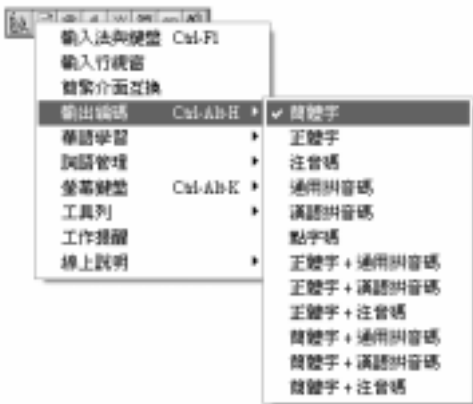 輸入法與鍵盤 Ctrl-F1
輸入行視窗
簡繁介面互換
輸出編碼 Ctrl-Alt-H
華語學習
詞語管理
螢幕鍵盤 Ctrl-Alt-K
工具列
工作提醒
線上說明
簡體字
正體字
注音碼
通用拼音碼
漢語拼音碼
點字碼
正體字 + 通用拼音碼
正體字 + 漢語拼音碼
正體字 + 注音碼
簡體字 + 通用拼音碼
簡體字 + 漢語拼音碼
簡體字 + 注音碼